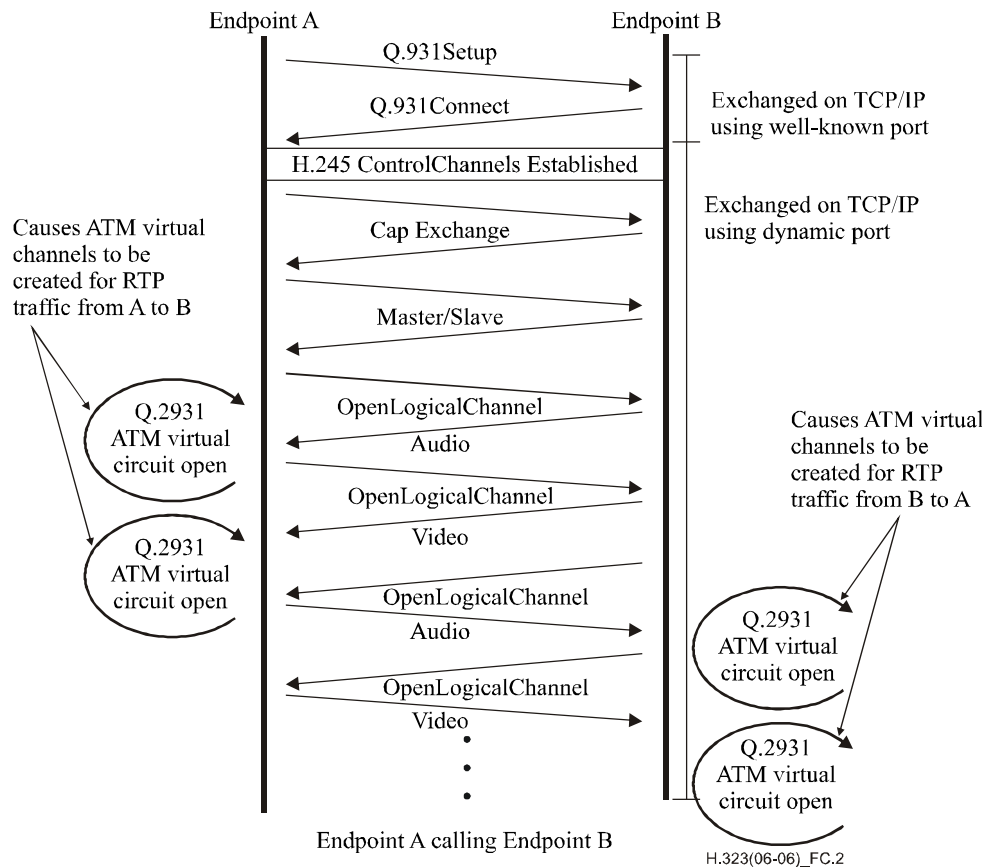 Endpoint A
Endpoint B
Q.931Setup
Q.931Connect
Exchanged on TCP/IP
using well-known port
H.245 ControlChannels Established
Exchanged on TCP/IP
using dynamic port
Cap Exchange
Causes ATM virtual
channels to be
created for RTP
traffic from A to B
Master/Slave
Q.2931
ATM virtual
circuit open
OpenLogicalChannel
Audio
Causes ATM virtual
channels to be
created for RTP
traffic from B to A
OpenLogicalChannel
Video
Q.2931
ATM virtual
circuit open
OpenLogicalChannel
Audio
Q.2931
ATM virtual
circuit open
OpenLogicalChannel
Video
Q.2931
ATM virtual
circuit open
Endpoint A calling Endpoint B
H.323(06-06)_FC.2